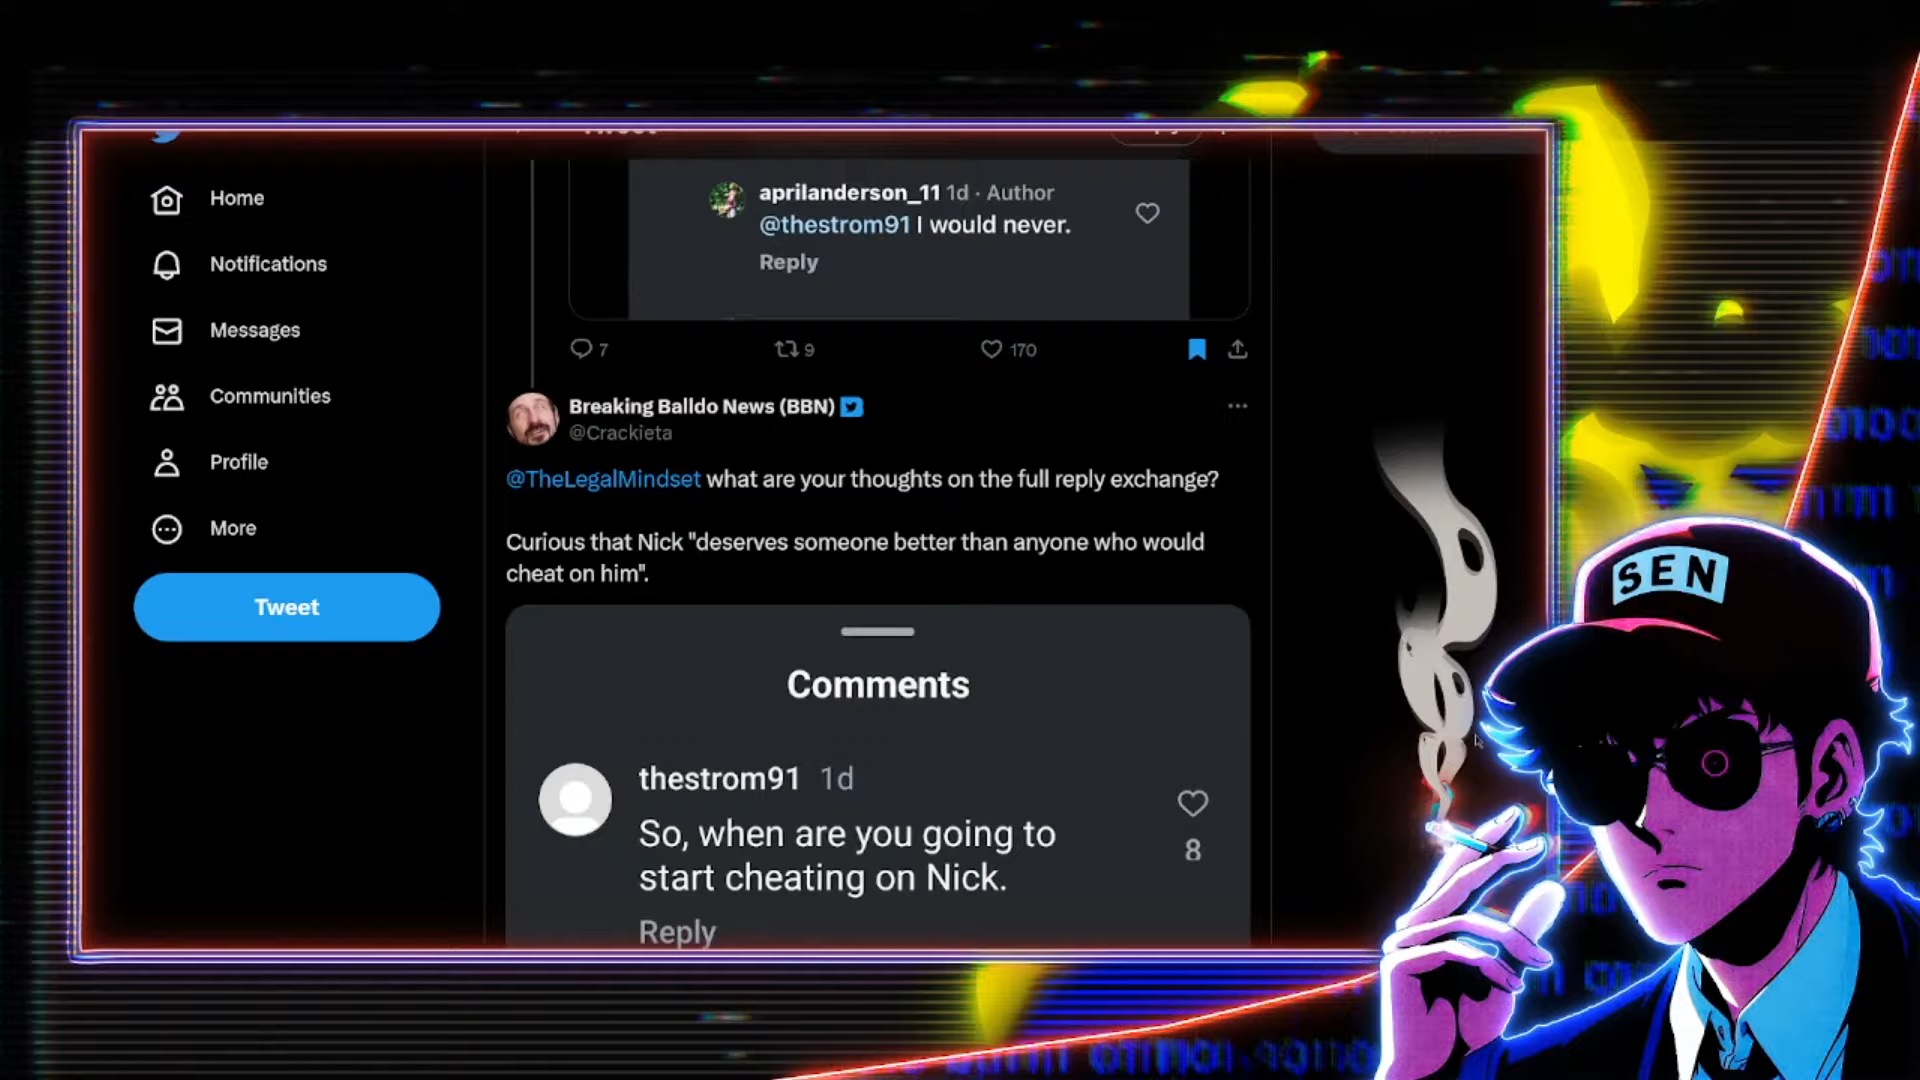 Home
Notifications
Messages
Communities
Profile
More
Tweet
aprilanderson_11 1d · Author
@thestrom91 I would never.
Reply
7
9
170
Breaking Balldo News (BBN)
@Crackieta
@TheLegalMindset what are your thoughts on the full reply exchange?
Curious that Nick "deserves someone better than anyone who would
cheat on him".
Comments
thestrom91 1d
So, when are you going to
start cheating on Nick.
8
Reply
SEN